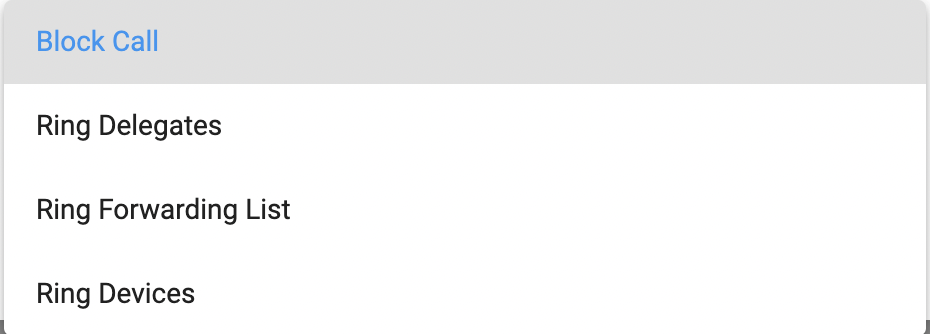 Block Call
Ring Delegates
Ring Forwarding List
Ring Devices